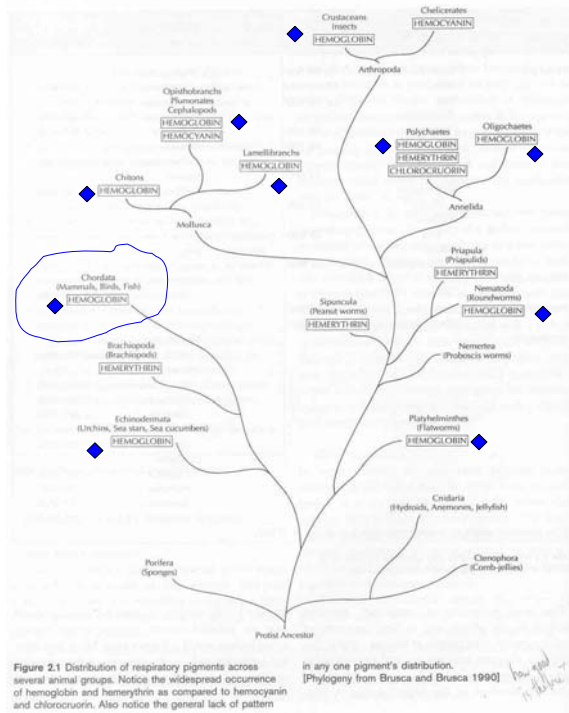 Crustaceans
Insects
HEMOGLOBIN
Chelicerates
HEMOCYANIN
Arthropoda
Opisthobranchs
Plumonates
Cephalopods
HEMOGLOBIN
HEMOCYANIN
Lamellibranchs
HEMOGLOBIN
Chitons
HEMOGLOBIN
Mollusca
Polychaetes
HEMOGLOBIN
HEMERYTHRIN
CHLOROCRUORIN
Oligochaetes
HEMOGLOBIN
Annelida
Chordata
(Mammals, Birds, Fish)
HEMOGLOBIN
Priapula
(Priapulids)
HEMERYTHRIN
Sipuscula
(Peanut worms)
HEMERYTHRIN
Nematoda
(Roundworms)
HEMOGLOBIN
Brachiopoda
(Brachiopods)
HEMERYTHRIN
Nemertea
(Proboscis worms)
Echinodermata
(Urchins, Sea stars, Sea cucumbers)
HEMOGLOBIN
Platyhelminthes
(Flatworms)
HEMOGLOBIN
Cnidaria
(Hydroids, Anemones, Jellyfish)
Porifera
(Sponges)
Ctenophora
(Comb-jellies)
Protist Ancestor
Figure 2.1 Distribution of respiratory pigments across
several animal groups. Notice the widespread occurrence
of hemoglobin and hemerythrin as compared to hemocyanin
and chlorocruorin. Also notice the general lack of pattern
in any one pigment's distribution.
[Phylogeny from Brusca and Brusca 1990]
how good
is the